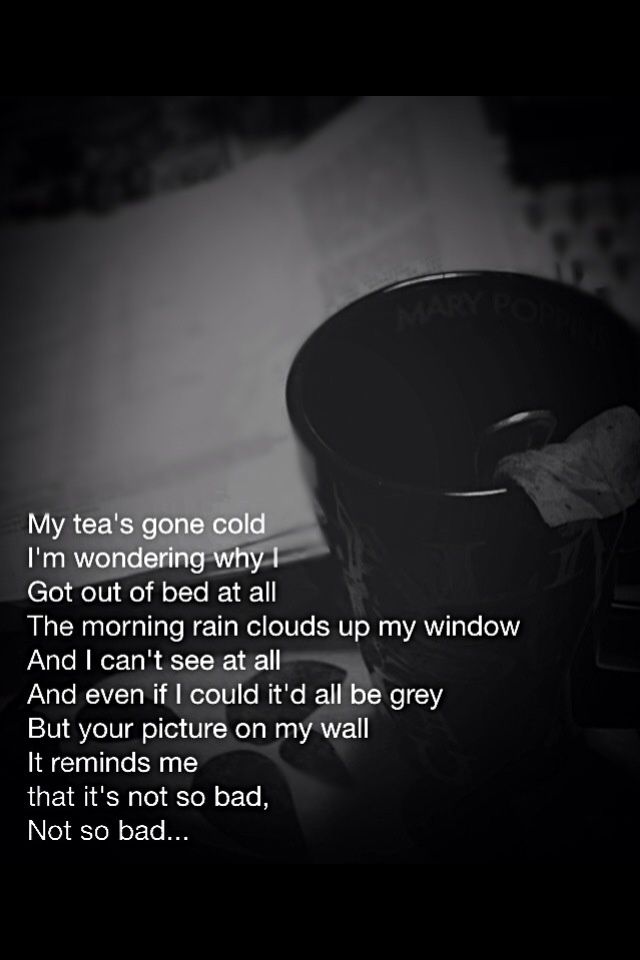 MARY POPPIN
My tea's gone cold
I'm wondering why I
Got out of bed at all
The morning rain clouds up my window
And I can't see at all
And even if I could it'd all be grey
But your picture on my wall
It reminds me
that it's not so bad,
Not so bad...